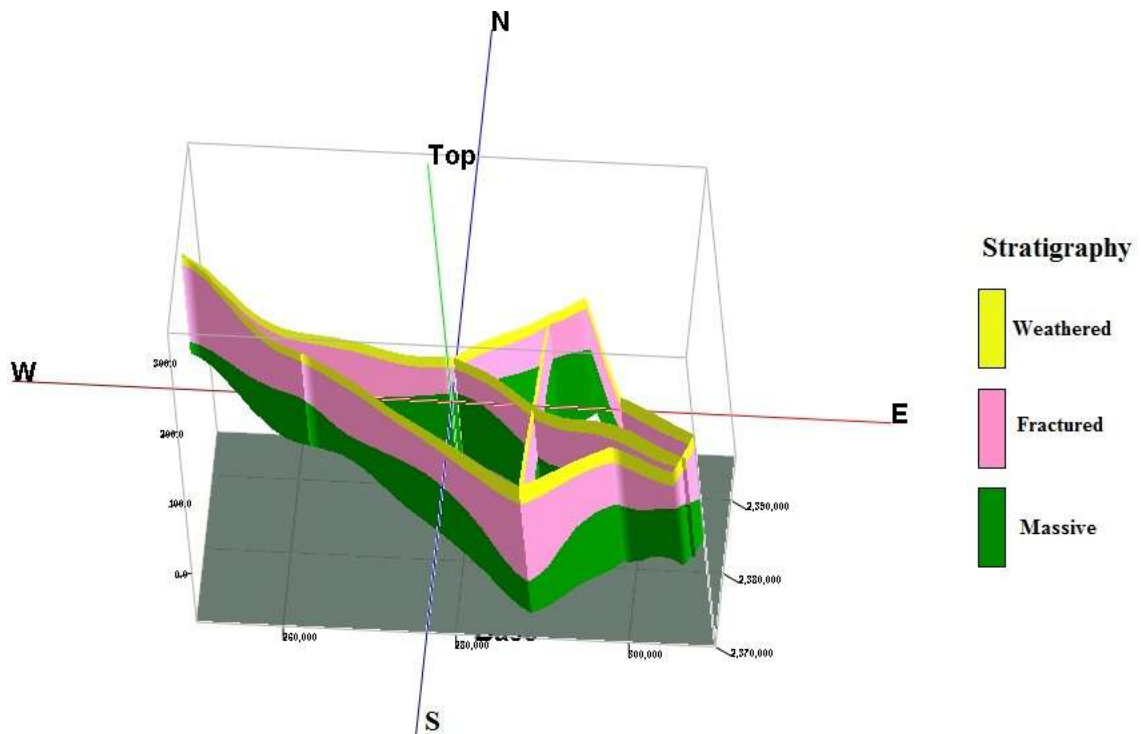 N
Top
Stratigraphy
Weathered
W
300.0
E
Fractured
200.0
100.0
2,390,000
Massive
0.0
2,380,000
260,000
280,000
300,000
2,370,000
S